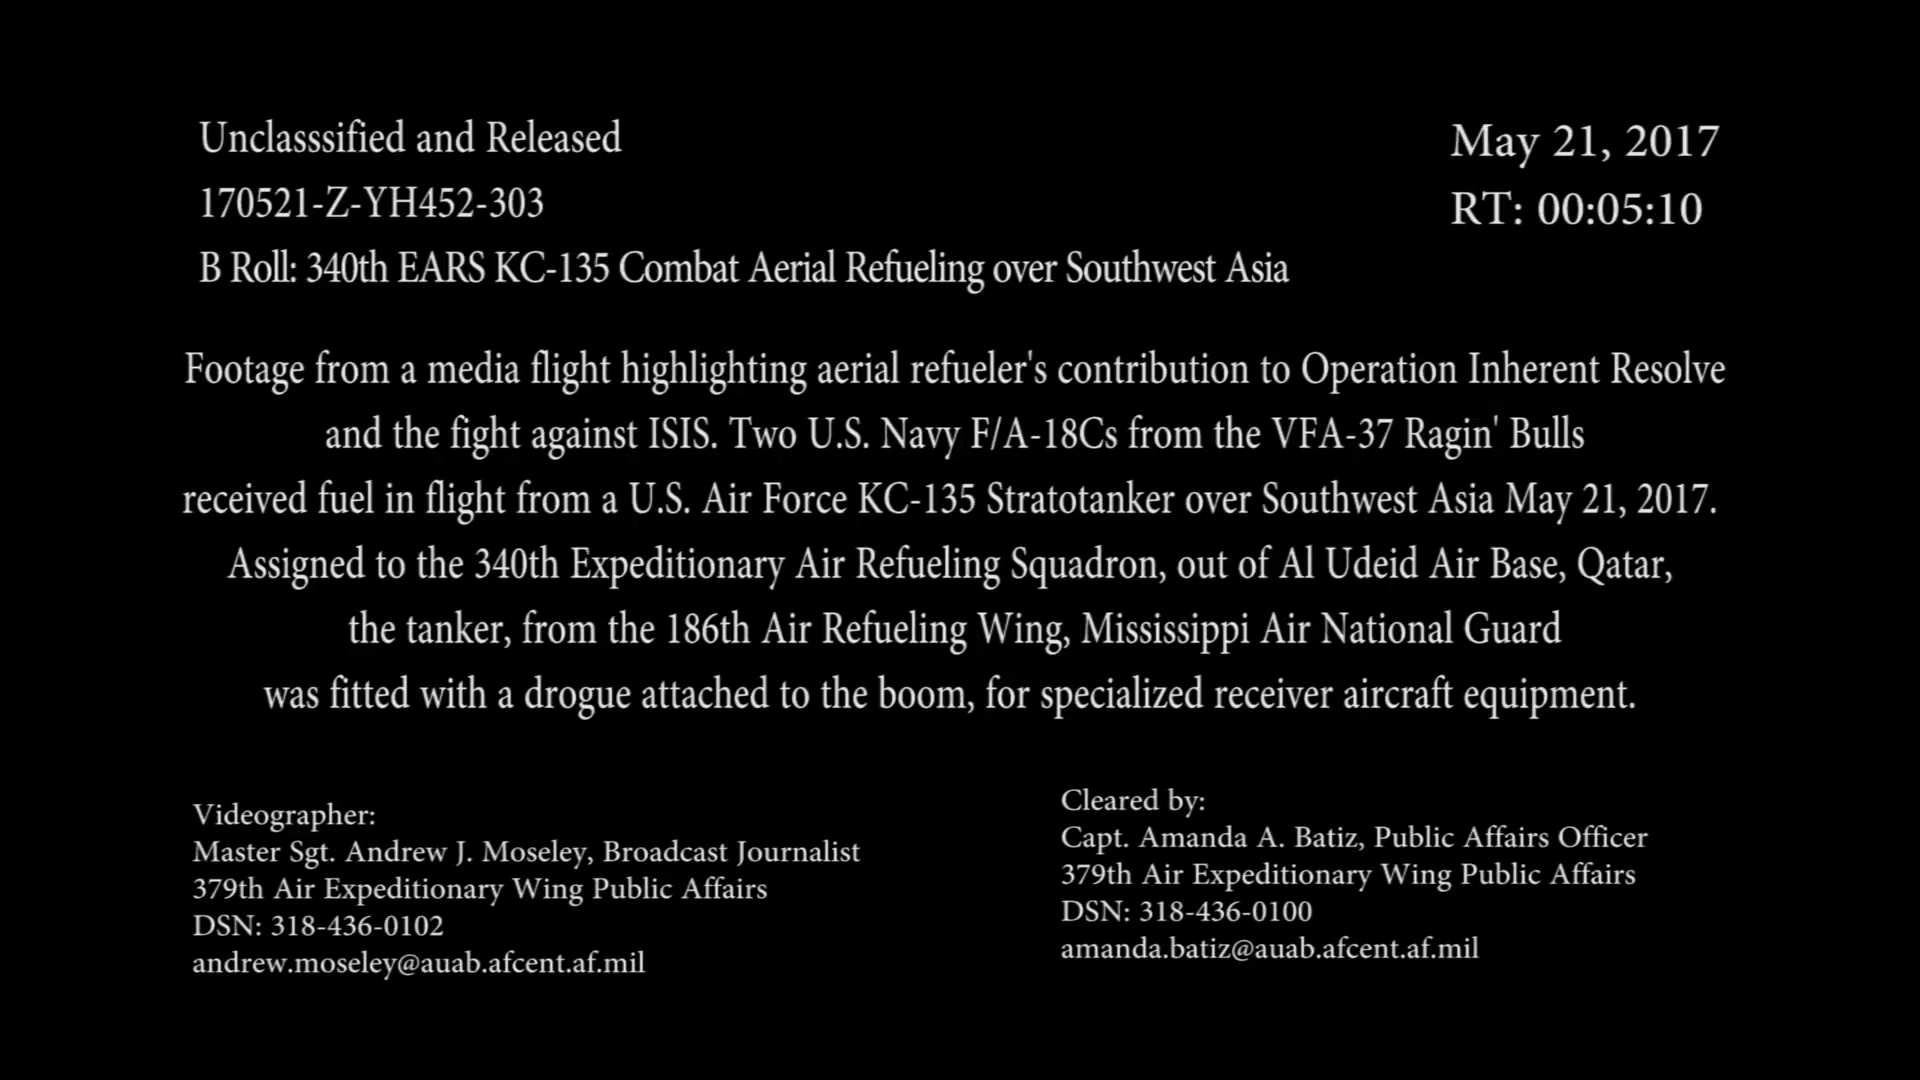 Unclasssified and Released
170521-Z-YH452-303
B Roll: 340th EARS KC-135 Combat Aerial Refueling over Southwest Asia
May 21, 2017
RT: 00:05:10
Footage from a media flight highlighting aerial refueler's contribution to Operation Inherent Resolve
and the fight against ISIS. Two U.S. Navy F/A-18Cs from the VFA-37 Ragin' Bulls
received fuel in flight from a U.S. Air Force KC-135 Stratotanker over Southwest Asia May 21, 2017.
Assigned to the 340th Expeditionary Air Refueling Squadron, out of Al Udeid Air Base, Qatar,
the tanker, from the 186th Air Refueling Wing, Mississippi Air National Guard
was fitted with a drogue attached to the boom, for specialized receiver aircraft equipment.
Videographer:
Master Sgt. Andrew J. Moseley, Broadcast Journalist
379th Air Expeditionary Wing Public Affairs
DSN: 318-436-0102
andrew.moseley@auab.afcent.af.mil
Cleared by:
Capt. Amanda A. Batiz, Public Affairs Officer
379th Air Expeditionary Wing Public Affairs
DSN: 318-436-0100
amanda.batiz@auab.afcent.af.mil